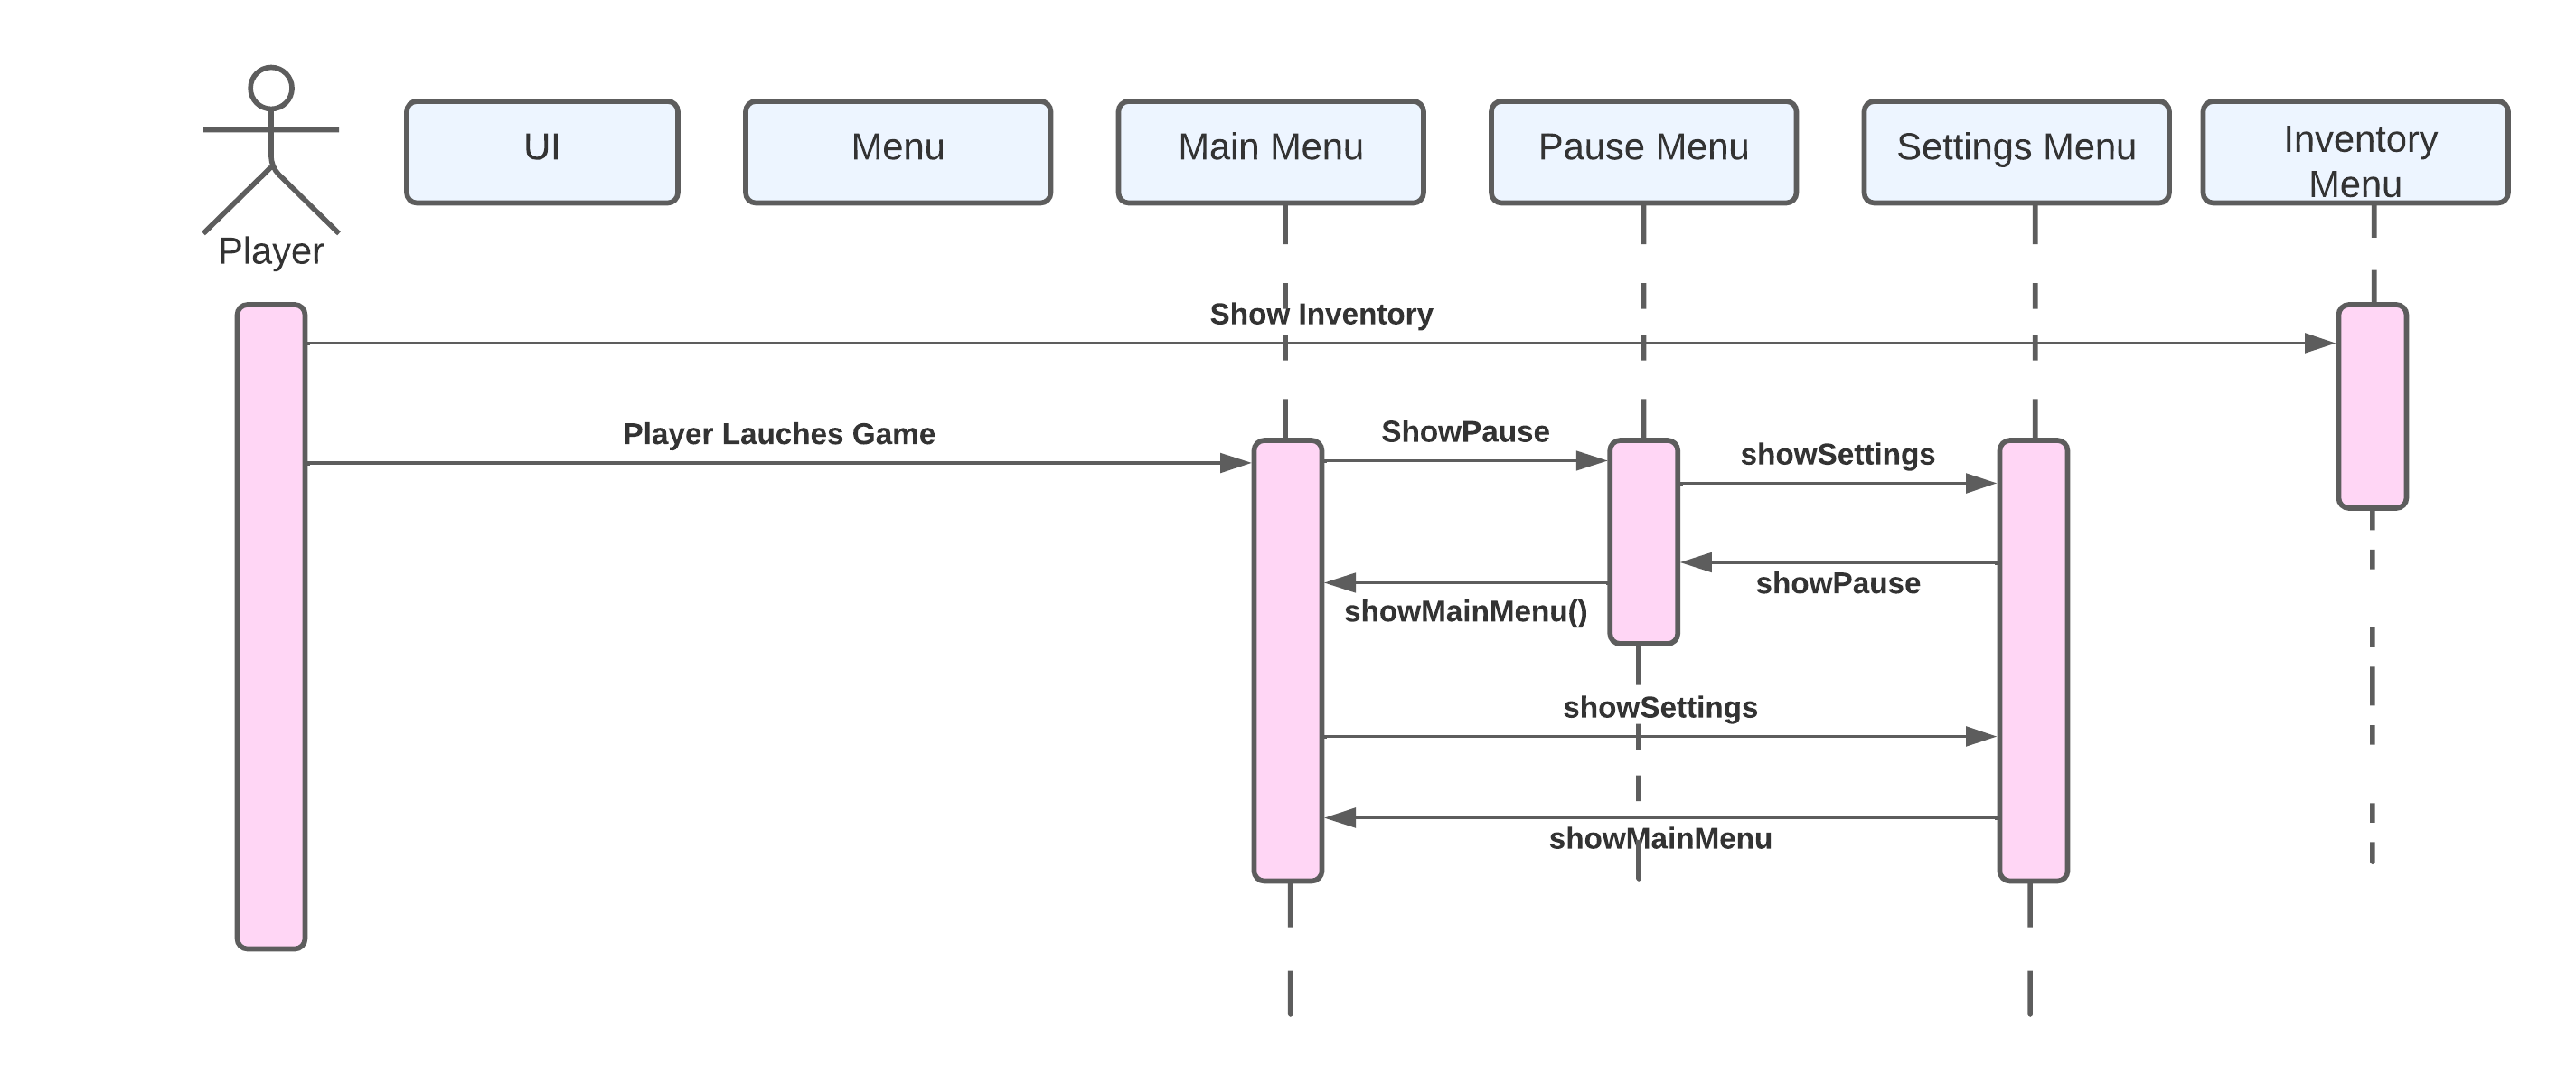 Player
UI
Menu
Main Menu
Pause Menu
Settings Menu
Inventory
Menu
Show Inventory
Player Lauches Game
ShowPause
showSettings
showPause
showMainMenu()
showSettings
showMainMenu